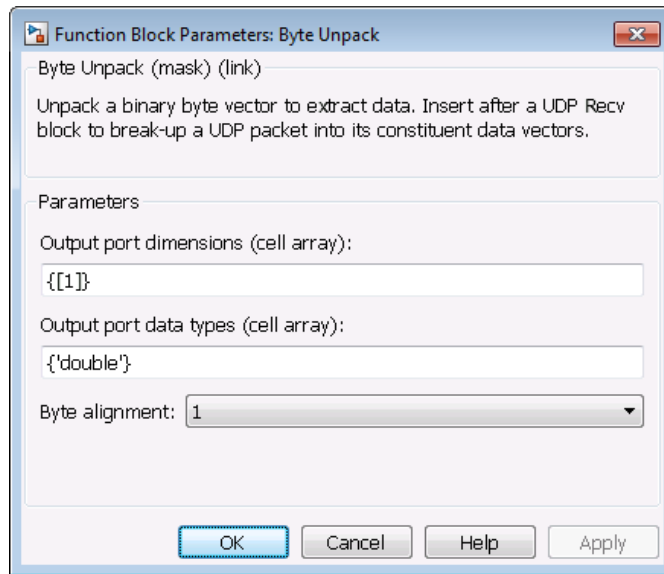 Function Block Parameters: Byte Unpack
Byte Unpack (mask) (link)
Unpack a binary byte vector to extract data. Insert after a UDP Recv
block to break-up a UDP packet into its constituent data vectors.
Parameters
Output port dimensions (cell array):
{[1]}
Output port data types (cell array):
{'double'}
Byte alignment: 1
OK Cancel Help Apply